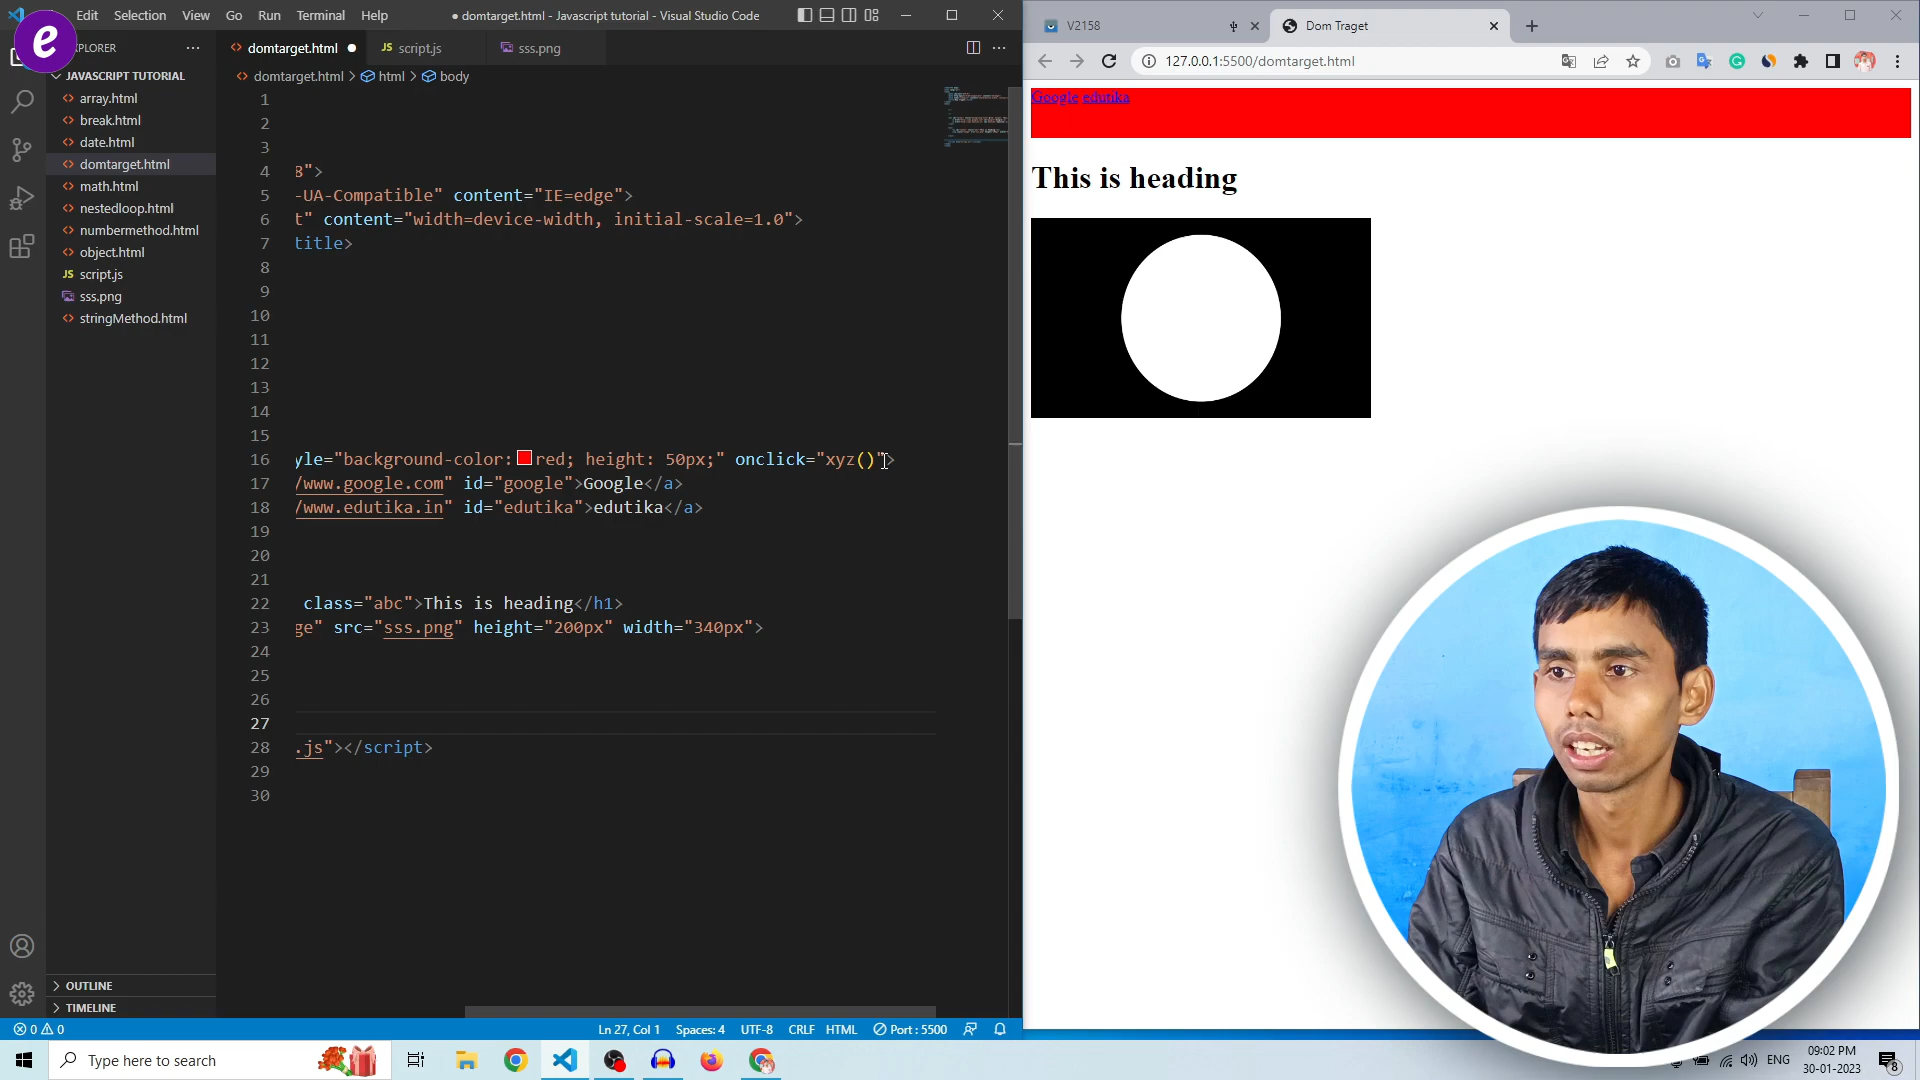 e
Edit Selection View Go Run Terminal Help
● domtarget.html - Javascript tutorial - Visual Studio Code
V2158
Dom Traget
127.0.0.1:5500/domtarget.html
JAVASCRIPT TUTORIAL
array.html
break.html
date.html
domtarget.html
math.html
nestedloop.html
numbermethod.html
object.html
JS script.js
sss.png
stringMethod.html
OUTLINE
TIMELINE
domtarget.html ●
JS script.js
sss.png
domtarget.html > html > body
1
2
3
4 8">
5 -UA-Compatible" content="IE=edge">
6 t" content="width=device-width, initial-scale=1.0">
7 title>
8
9
10
11
12
13
14
15
16 yle="background-color: red; height: 50px;" onclick="xyz()">
17 /www.google.com" id="google">Google</a>
18 /www.edutika.in" id="edutika">edutika</a>
19
20
21
22 class="abc">This is heading</h1>
23 ge" src="sss.png" height="200px" width="340px">
24
25
26
27
28 .js"></script>
29
30
Google edutika
This is heading
0 0
Ln 27, Col 1 Spaces: 4 UTF-8 CRLF HTML Port : 5500
Type here to search
ENG
09:02 PM
30-01-2023
8